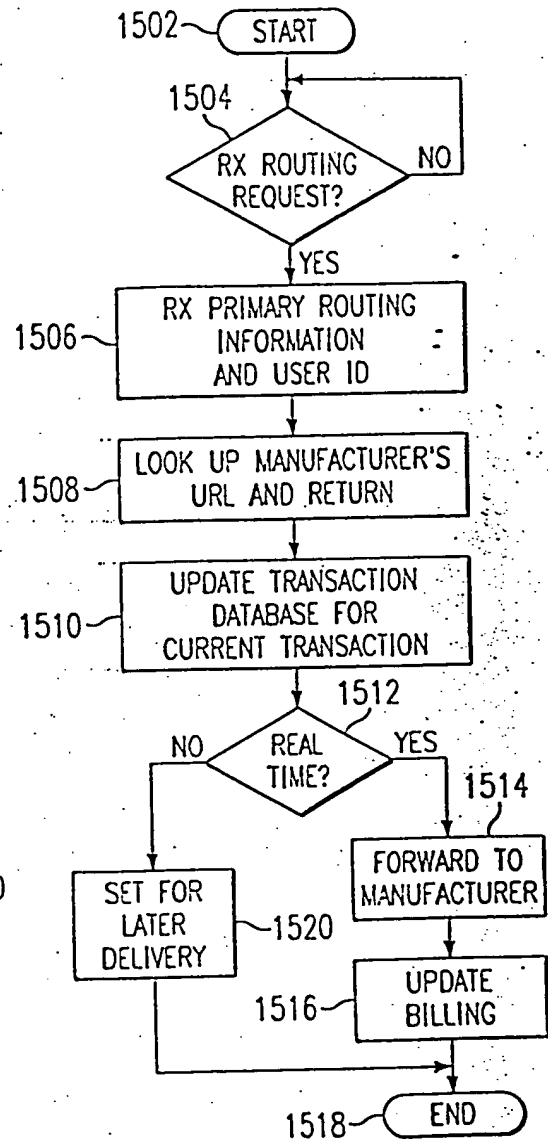 1502
START
1504
RX ROUTING
REQUEST?
NO
YES
1506
RX PRIMARY ROUTING
INFORMATION
AND USER ID
1508
LOOK UP MANUFACTURER'S
URL AND RETURN
1510
UPDATE TRANSACTION
DATABASE FOR
CURRENT TRANSACTION
1512
NO
REAL
TIME?
YES
1514
FORWARD TO
MANUFACTURER
SET FOR
LATER
DELIVERY
1520
1516
UPDATE
BILLING
1518
END